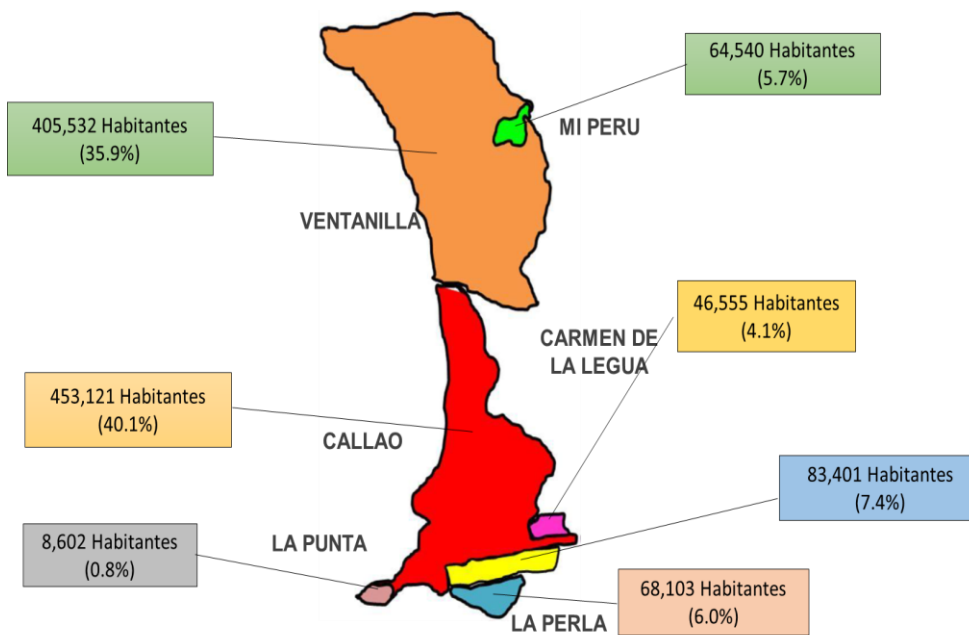 64,540 Habitantes
(5.7%)
MI PERU
405,532 Habitantes
(35.9%)
VENTANILLA
46,555 Habitantes
(4.1%)
CARMEN DE
LA LEGUA
453,121 Habitantes
(40.1%)
CALLAO
83,401 Habitantes
(7.4%)
LA PUNTA
8,602 Habitantes
(0.8%)
68,103 Habitantes
(6.0%)
LA PERLA